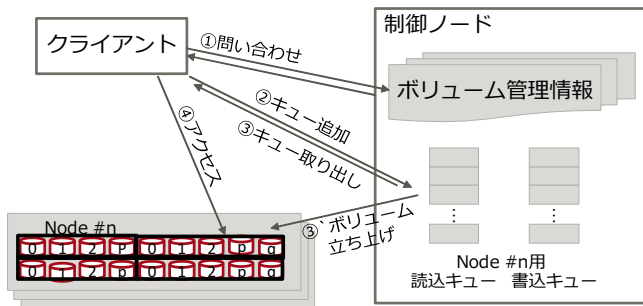 制御ノード
クライアント
①問い合わせ
ボリューム管理情報
②キュー追加
③キュー取り出し
④アクセス
③`ボリューム
立ち上げ
Node #n
0 1 2 P 0 1 2 p q
0 1 2 p 0 1 2 p q
Node #n用
読込キュー 書込キュー